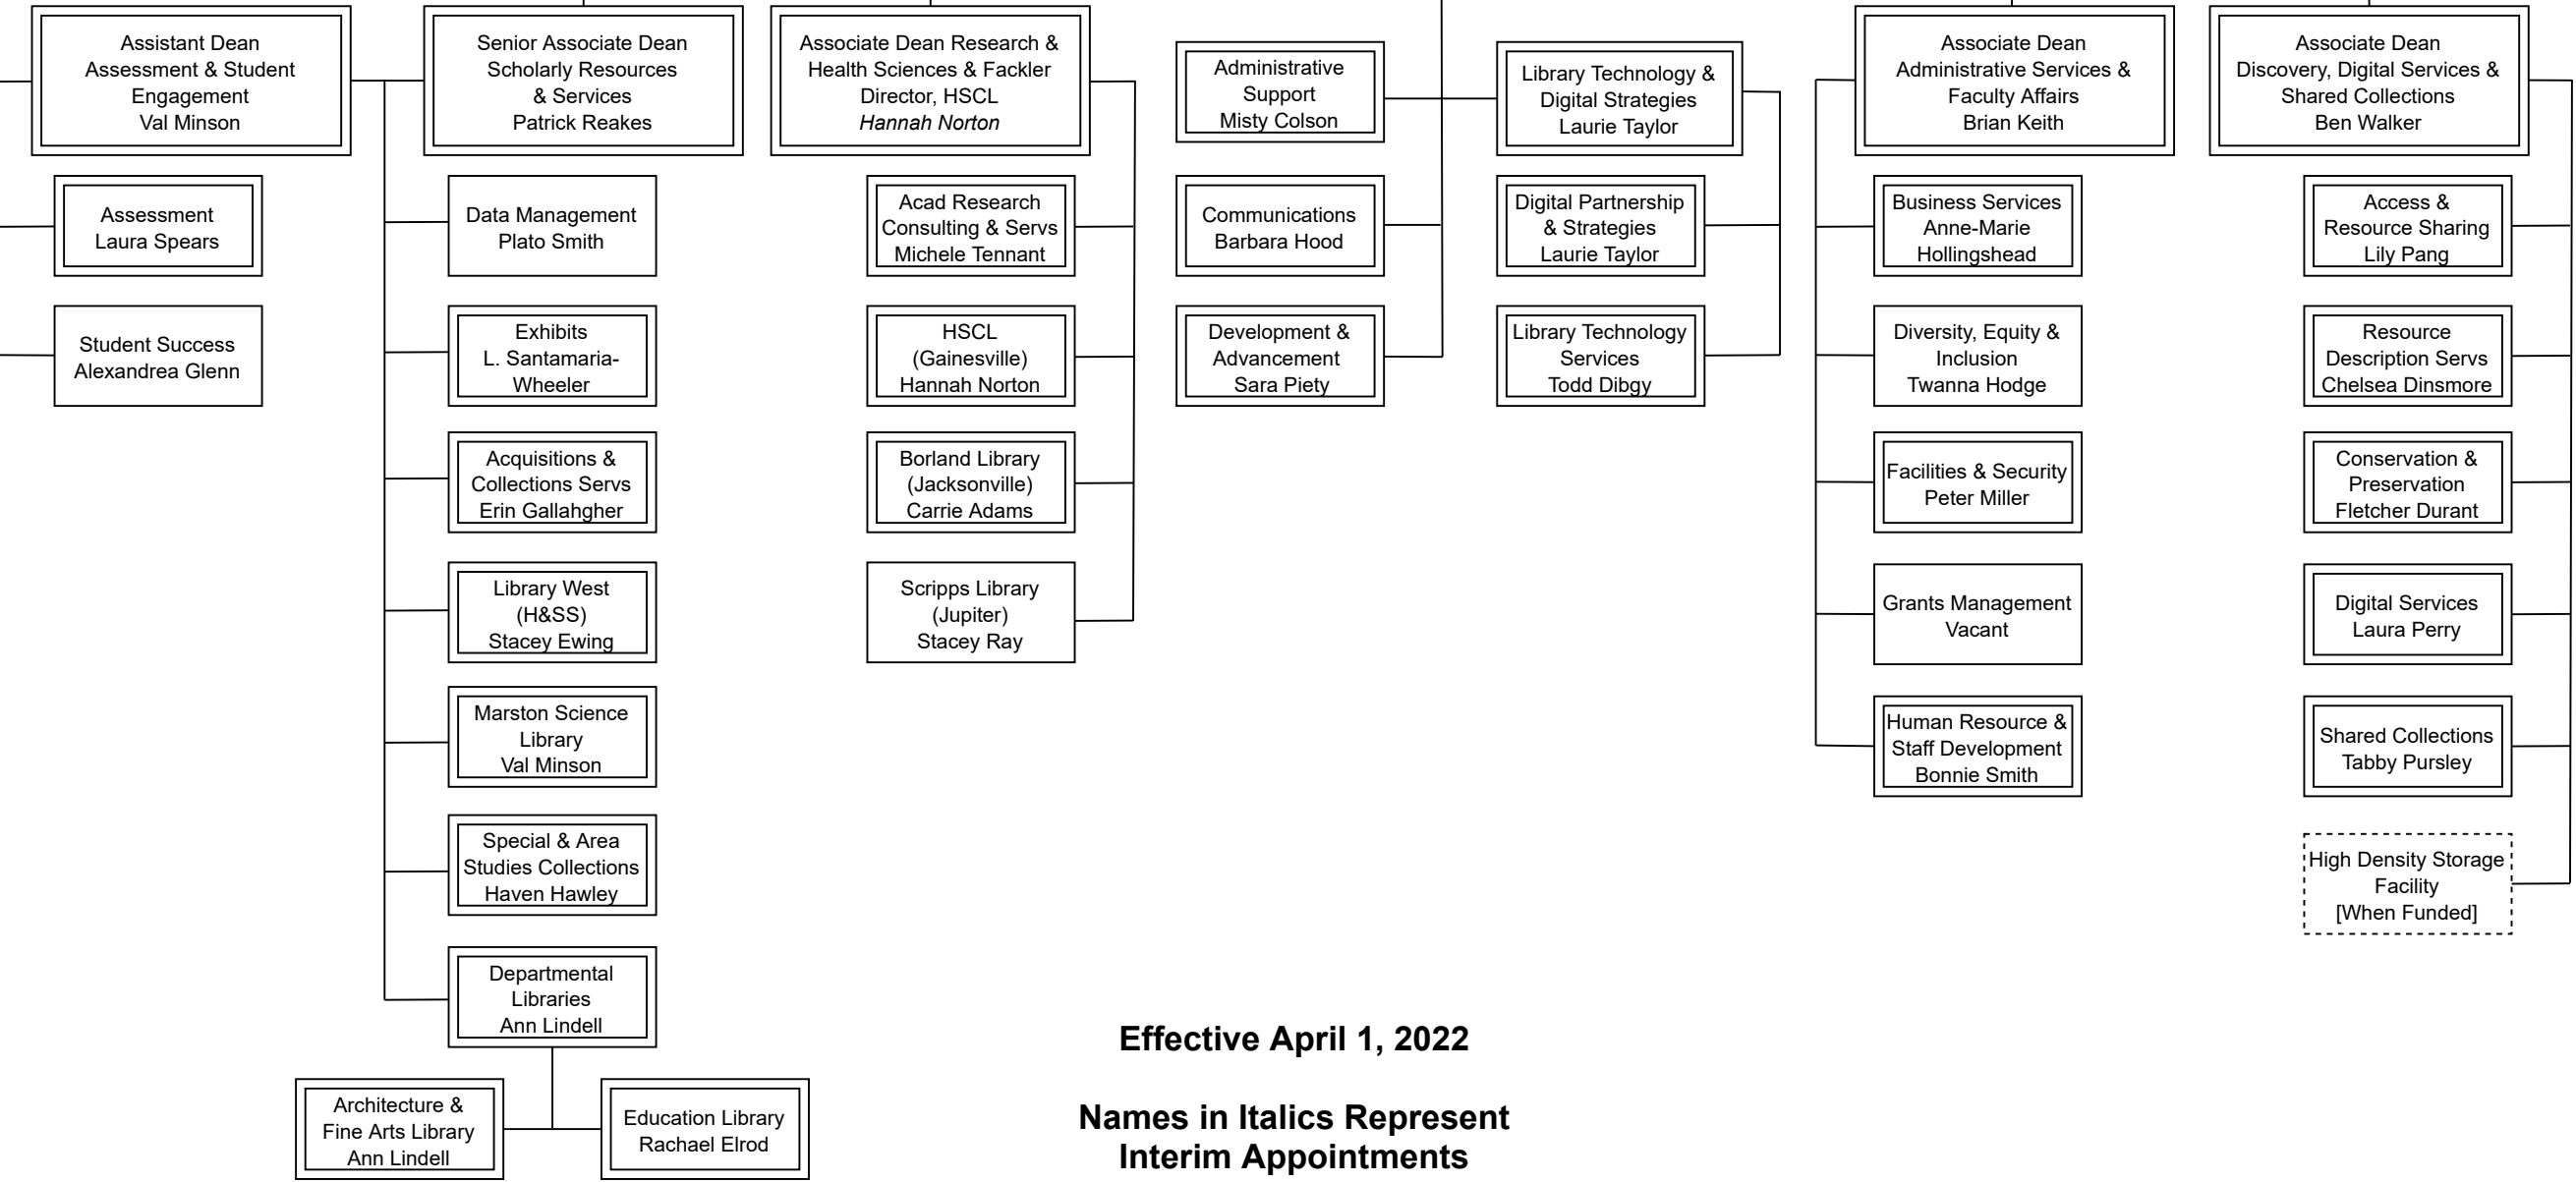 Assistant Dean
Assessment & Student
Engagement
Val Minson
Senior Associate Dean
Scholarly Resources
& Services
Patrick Reakes
Associate Dean Research &
Health Sciences & Fackler
Director, HSCL
Hannah Norton
Administrative
Support
Misty Colson
Library Technology &
Digital Strategies
Laurie Taylor
Associate Dean
Administrative Services &
Faculty Affairs
Brian Keith
Associate Dean
Discovery, Digital Services &
Shared Collections
Ben Walker
Assessment
Laura Spears
Data Management
Plato Smith
Acad Research
Consulting & Servs
Michele Tennant
Communications
Barbara Hood
Digital Partnership
& Strategies
Laurie Taylor
Business Services
Anne-Marie
Hollingshead
Access &
Resource Sharing
Lily Pang
Student Success
Alexandrea Glenn
Exhibits
L. Santamaria-
Wheeler
HSCL
(Gainesville)
Hannah Norton
Development &
Advancement
Sara Piety
Library Technology
Services
Todd Dibgy
Diversity, Equity &
Inclusion
Twanna Hodge
Resource
Description Servs
Chelsea Dinsmore
Acquisitions &
Collections Servs
Erin Gallahgher
Borland Library
(Jacksonville)
Carrie Adams
Facilities & Security
Peter Miller
Conservation &
Preservation
Fletcher Durant
Library West
(H&SS)
Stacey Ewing
Scripps Library
(Jupiter)
Stacey Ray
Grants Management
Vacant
Digital Services
Laura Perry
Marston Science
Library
Val Minson
Human Resource &
Staff Development
Bonnie Smith
Shared Collections
Tabby Pursley
Special & Area
Studies Collections
Haven Hawley
High Density Storage
Facility
[When Funded]
Departmental
Libraries
Ann Lindell
Architecture &
Fine Arts Library
Ann Lindell
Education Library
Rachael Elrod
Effective April 1, 2022
Names in Italics Represent
Interim Appointments